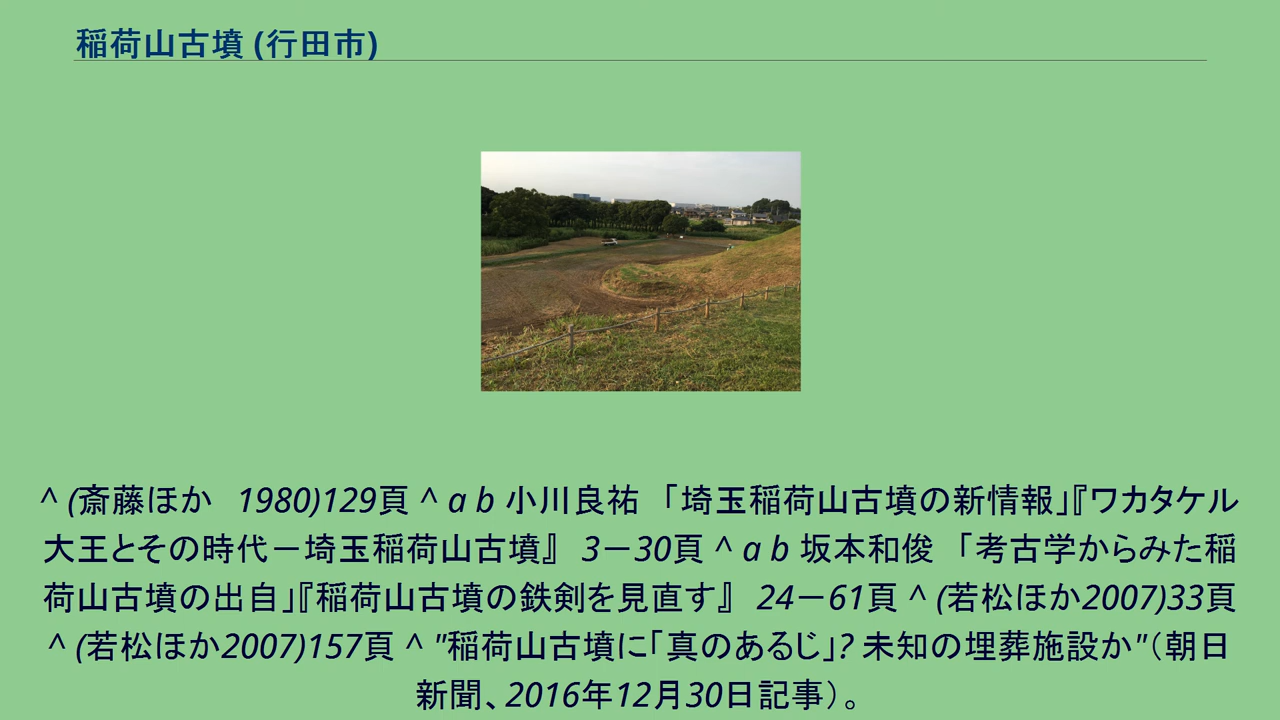 稲荷山古墳 (行田市)
^ (斎藤ほか　1980)129頁 ^ a b 小川良祐　「埼玉稲荷山古墳の新情報」『ワカタケル
大王とその時代－埼玉稲荷山古墳』　3－30頁 ^ a b 坂本和俊　「考古学からみた稲
荷山古墳の出自」『稲荷山古墳の鉄剣を見直す』　24－61頁 ^ (若松ほか2007)33頁
^ (若松ほか2007)157頁 ^ "稲荷山古墳に「真のあるじ」? 未知の埋葬施設か"（朝日
新聞、2016年12月30日記事）。